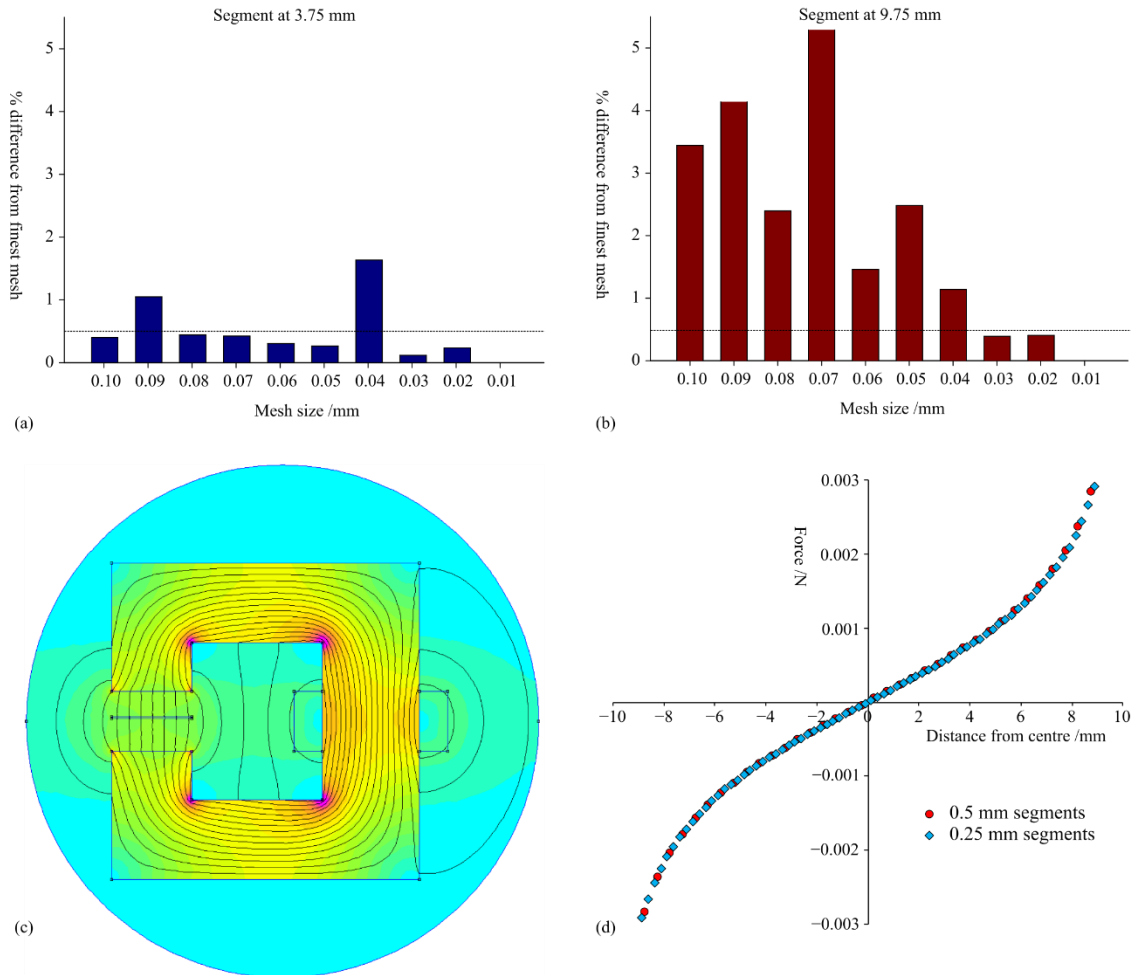 Segment at 3.75 mm
% difference from finest mesh
5
4
3
2
1
0
0.10 0.09 0.08 0.07 0.06 0.05 0.04 0.03 0.02 0.01
Mesh size /mm
(a)
Segment at 9.75 mm
% difference from finest mesh
5
4
3
2
1
0
0.10 0.09 0.08 0.07 0.06 0.05 0.04 0.03 0.02 0.01
Mesh size /mm
(b)
(c)
0.003
0.002
0.001
0
−0.001
−0.002
−0.003
Force /N
−10 −8 −6 −4 −2 0 2 4 6 8 10
Distance from centre /mm
0.5 mm segments
0.25 mm segments
(d)